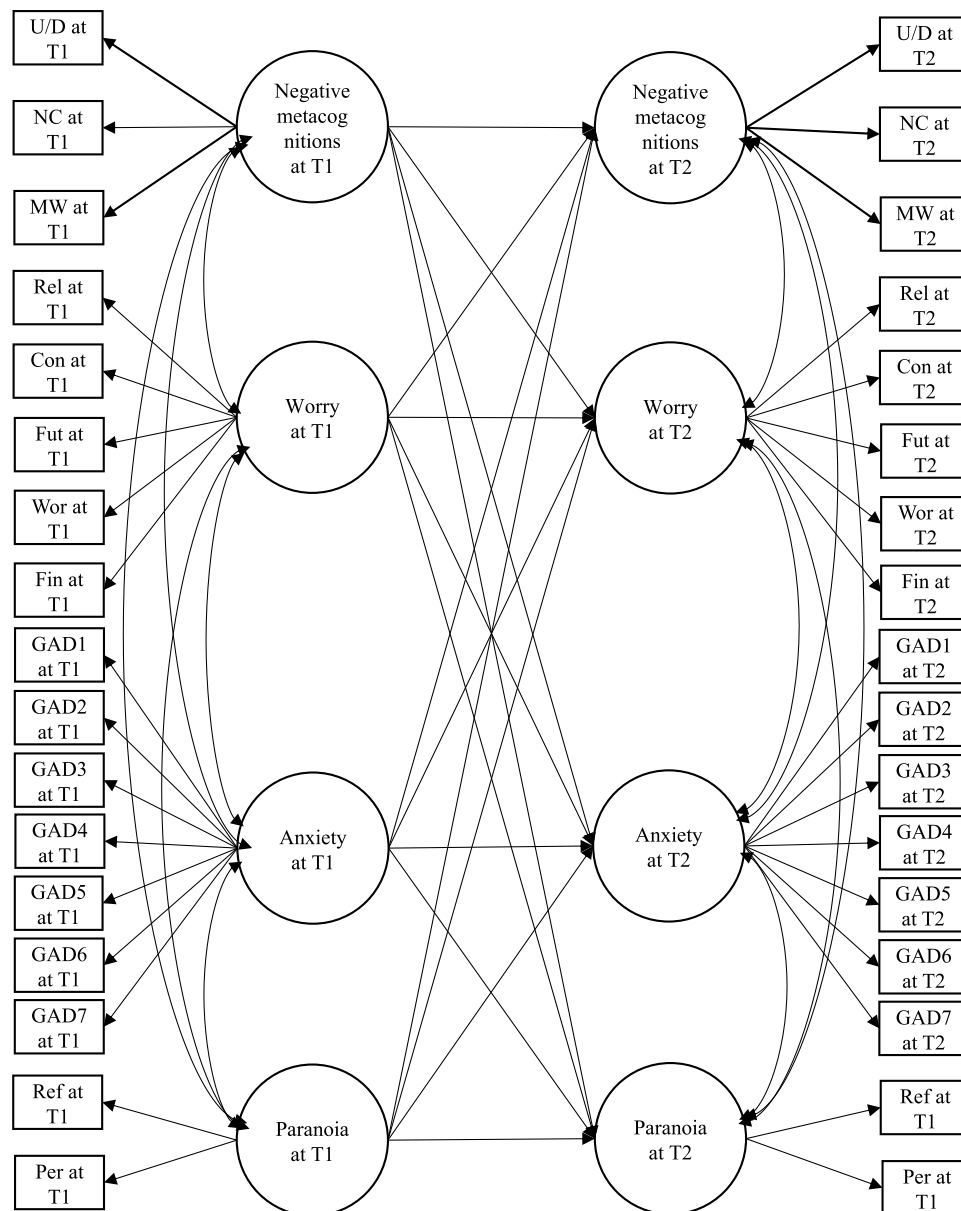 U/D at
T1
NC at
T1
MW at
T1
Rel at
T1
Con at
T1
Fut at
T1
Wor at
T1
Fin at
T1
GAD1
at T1
GAD2
at T1
GAD3
at T1
GAD4
at T1
GAD5
at T1
GAD6
at T1
GAD7
at T1
Ref at
T1
Per at
T1
Negative
metacog
nitions
at T1
Worry
at T1
Anxiety
at T1
Paranoia
at T1
Negative
metacog
nitions
at T2
Worry
at T2
Anxiety
at T2
Paranoia
at T2
U/D at
T2
NC at
T2
MW at
T2
Rel at
T2
Con at
T2
Fut at
T2
Wor at
T2
Fin at
T2
GAD1
at T2
GAD2
at T2
GAD3
at T2
GAD4
at T2
GAD5
at T2
GAD6
at T2
GAD7
at T2
Ref at
T1
Per at
T1